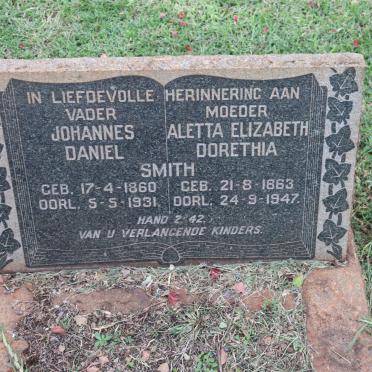 IN LIEFDEVOLLE HERINNERING AAN
VADER MOEDER
JOHANNES ALETTA ELIZABETH
DANIEL DORETHIA
SMITH
GEB. 17-4-1860 GEB. 21-8-1863
OORL. 5-5-1931. OORL. 24-9-1947.
HAND 2:42.
VAN U VERLANGENDE KINDERS.